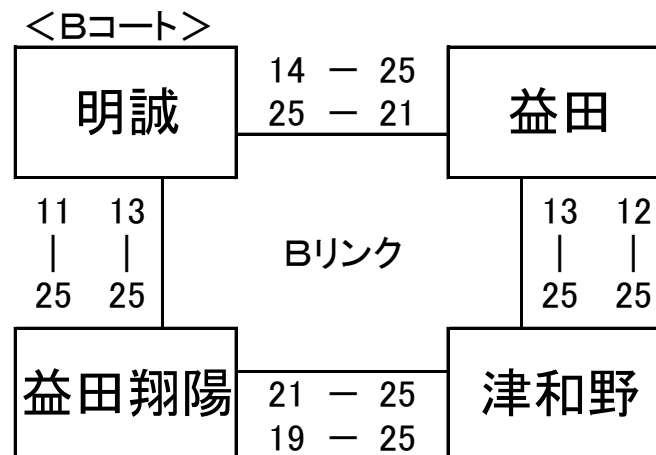 ＜Bコート＞
明誠
14 － 25
25 － 21
益田
11 13
| |
25 25
Bリンク
13 12
| |
25 25
益田翔陽
21 － 25
19 － 25
津和野